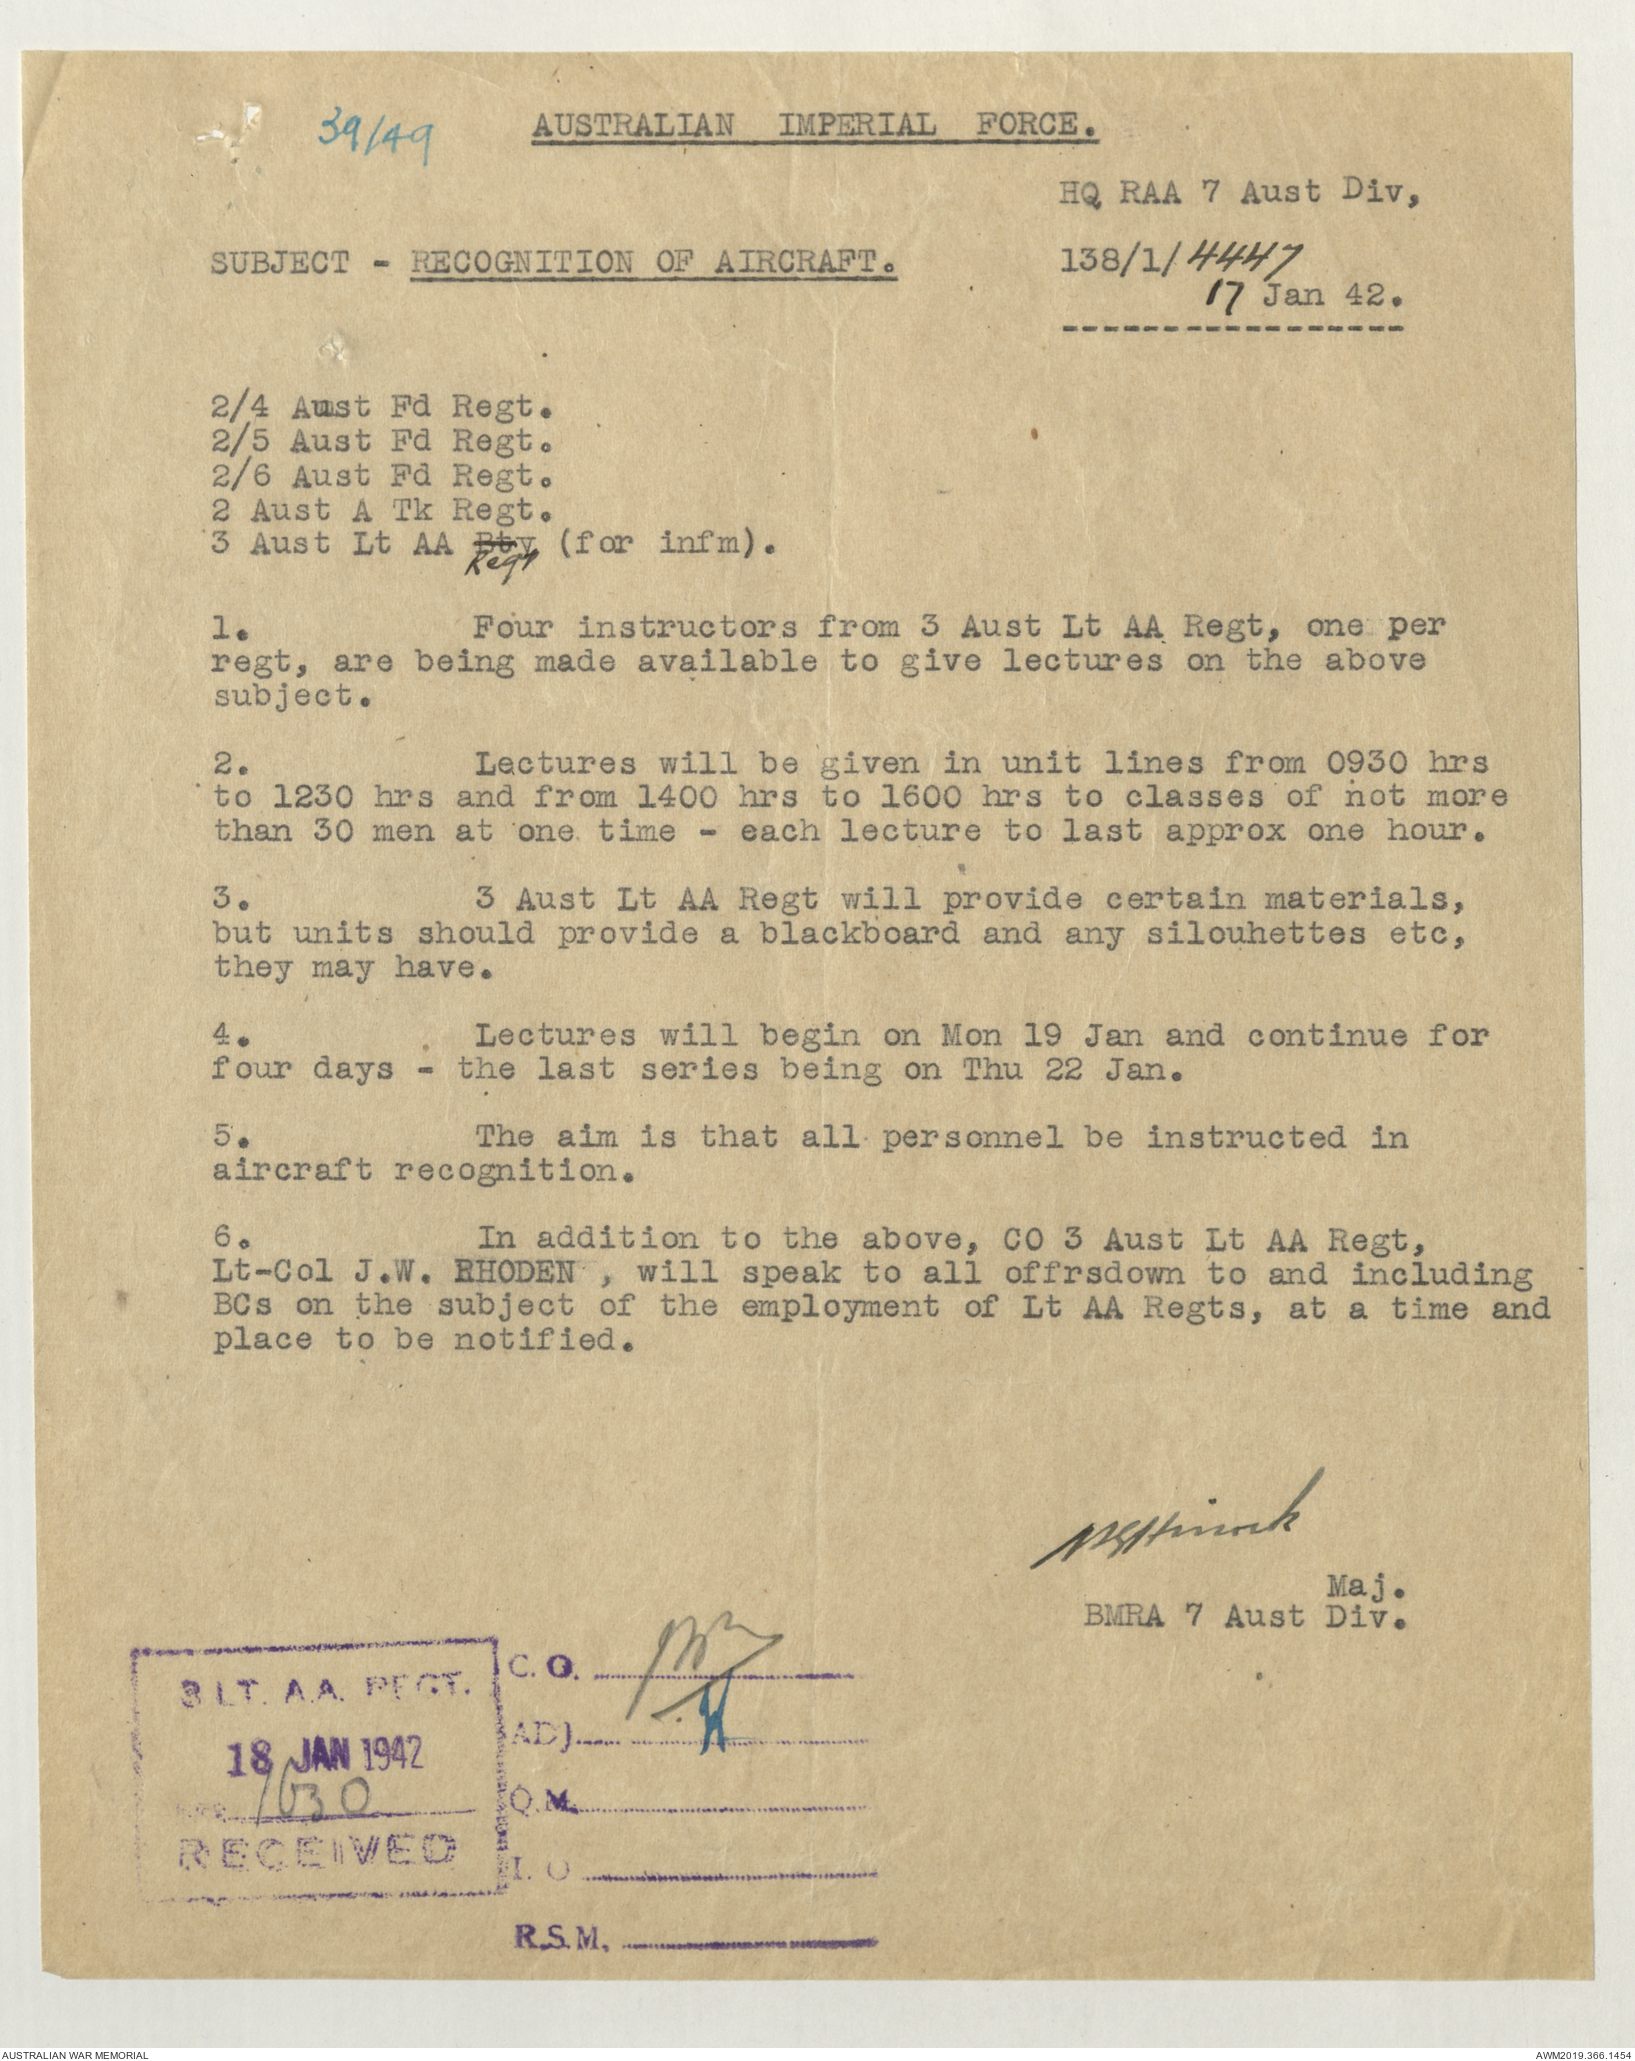 39/49
AUSTRALIAN IMPERIAL FORCE.
HQ RAA 7 Aust Div,
SUBJECT - RECOGNITION OF AIRCRAFT.
138/1/4447
17 Jan 42.
-----------------
2/4 Aust Fd Regt.
2/5 Aust Fd Regt.
2/6 Aust Fd Regt.
2 Aust A Tk Regt.
3 Aust Lt AA Bty (for infm).
Regt
1. Four instructors from 3 Aust Lt AA Regt, one per
regt, are being made available to give lectures on the above
subject.
2. Lectures will be given in unit lines from 0930 hrs
to 1230 hrs and from 1400 hrs to 1600 hrs to classes of not more
than 30 men at one time - each lecture to last approx one hour.
3. 3 Aust Lt AA Regt will provide certain materials,
but units should provide a blackboard and any silouhettes etc,
they may have.
4. Lectures will begin on Mon 19 Jan and continue for
four days - the last series being on Thu 22 Jan.
5. The aim is that all personnel be instructed in
aircraft recognition.
6. In addition to the above, CO 3 Aust Lt AA Regt,
Lt-Col J.W. RHODEN , will speak to all offrsdown to and including
BCs on the subject of the employment of Lt AA Regts, at a time and
place to be notified.
Maj.
BMRA 7 Aust Div.
3 LT. A.A. REGT.
18 JAN 1942
1630
RECEIVED
C.O.
ADJ.
Q.M.
I.O
R.S.M.
AUSTRALIAN WAR MEMORIAL
AWM2019.366.1454